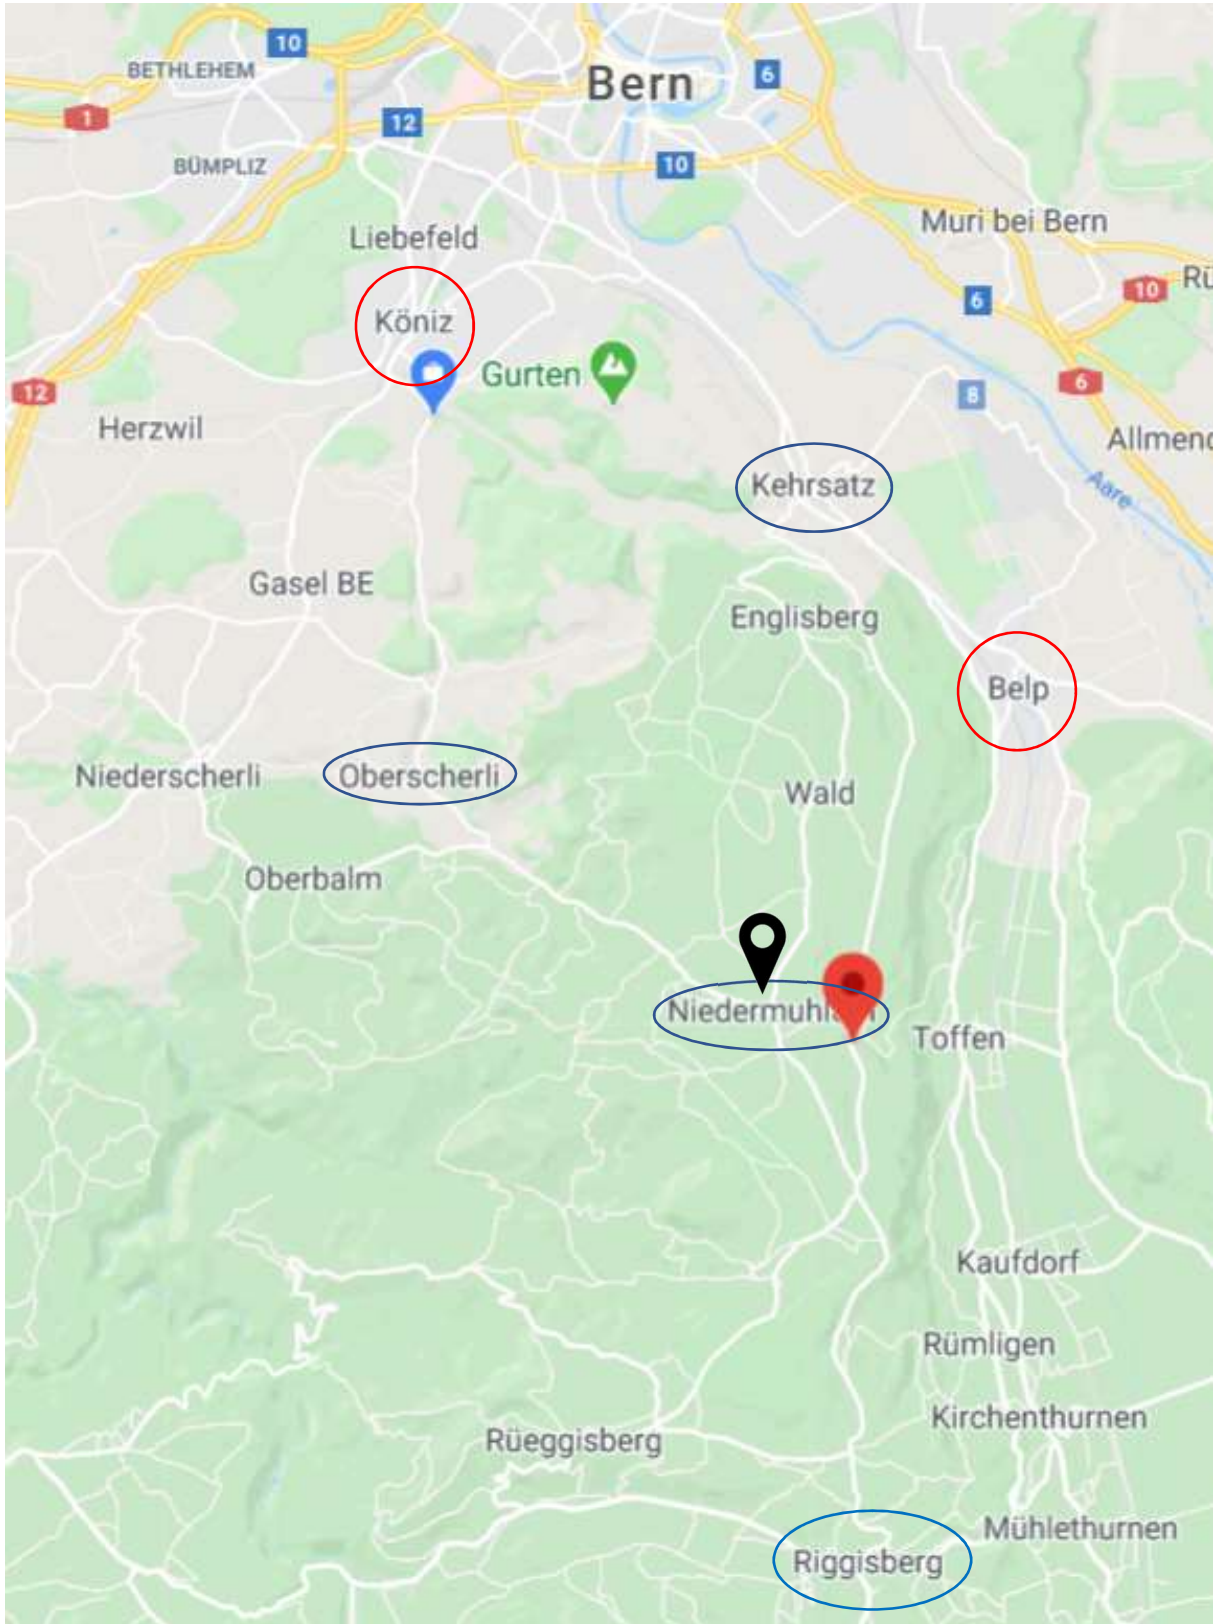 10
BETHLEHEM
Bern
6
1
12
BÜMPLIZ
10
Muri bei Bern
Liebefeld
Rü
10
6
Köniz
Gurten
12
6
8
Herzwil
Allmend
Kehrsatz
Aare
Gasel BE
Englisberg
Belp
Niederscherli
Oberscherli
Wald
Oberbalm
Niedermuhl
Toffen
Kaufdorf
Rümligen
Kirchenthurnen
Rüeggisberg
Mühlethurnen
Riggisberg